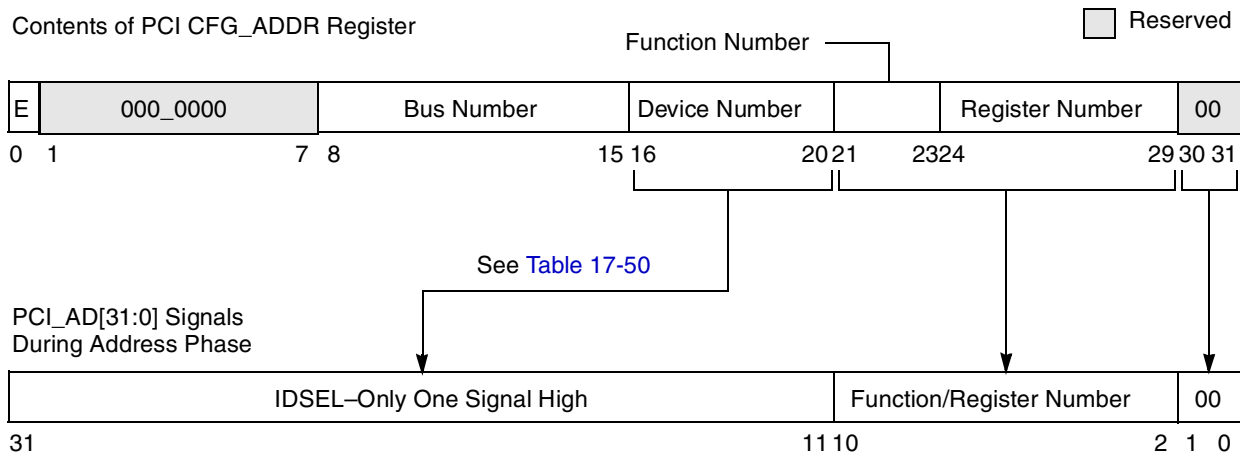 Contents of PCI CFG_ADDR Register
Reserved
Function Number
E 000_0000 Bus Number Device Number Register Number 00
0 1 7 8 15 16 20 21 23 24 29 30 31
See Table 17-50
PCI_AD[31:0] Signals
During Address Phase
IDSEL–Only One Signal High Function/Register Number 00
31 11 10 2 1 0